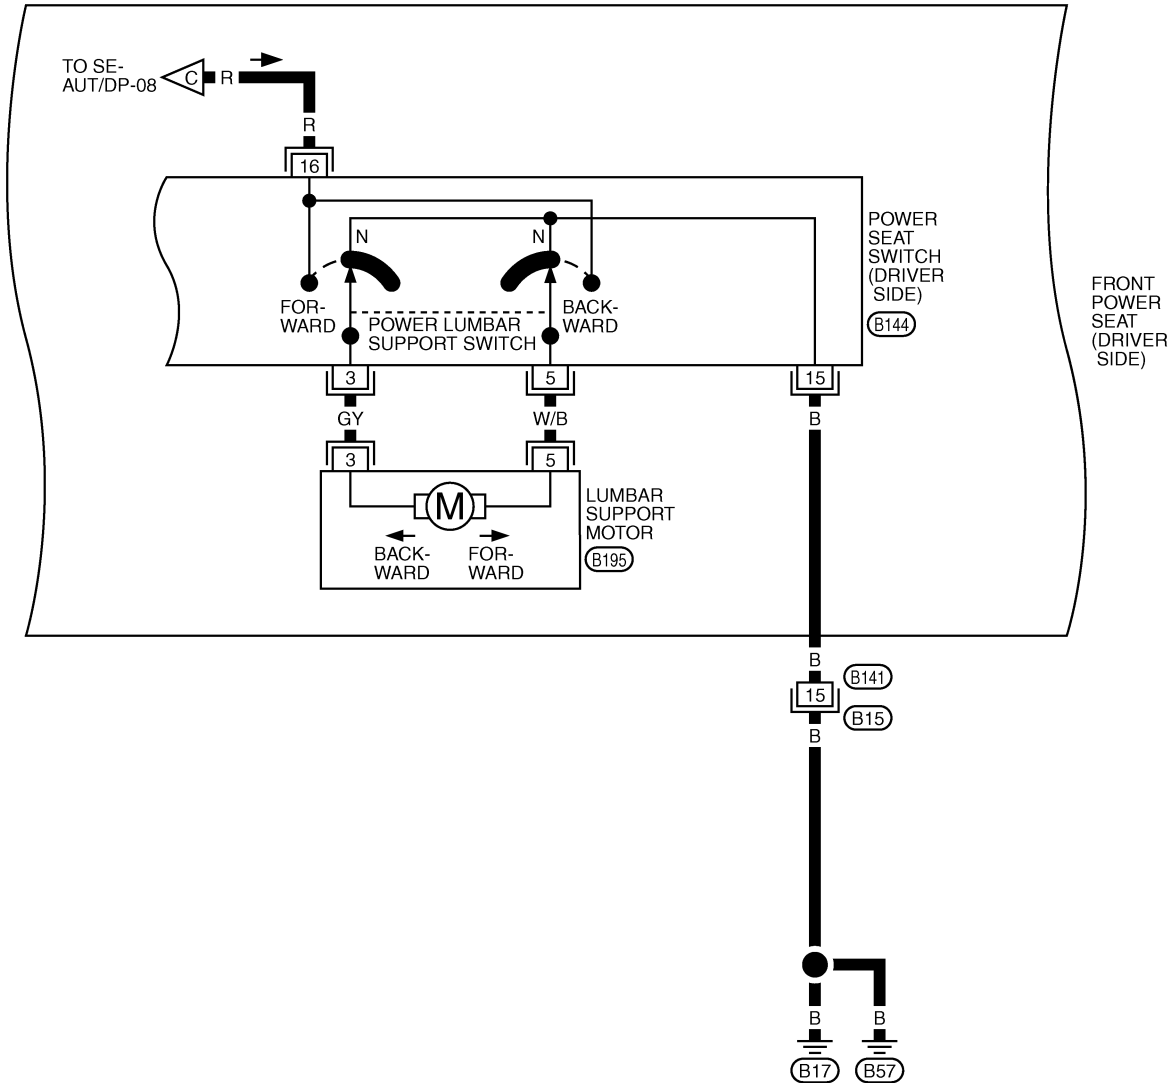 TO SE-
AUT/DP-08
C
R
R
16
N
N
FOR-
WARD
POWER LUMBAR
SUPPORT SWITCH
BACK-
WARD
POWER
SEAT
SWITCH
(DRIVER
SIDE)
B144
FRONT
POWER
SEAT
(DRIVER
SIDE)
3
5
15
GY
W/B
B
3
5
M
BACK-
WARD
FOR-
WARD
LUMBAR
SUPPORT
MOTOR
B195
B
B141
15
B15
B
B
B
B17
B57